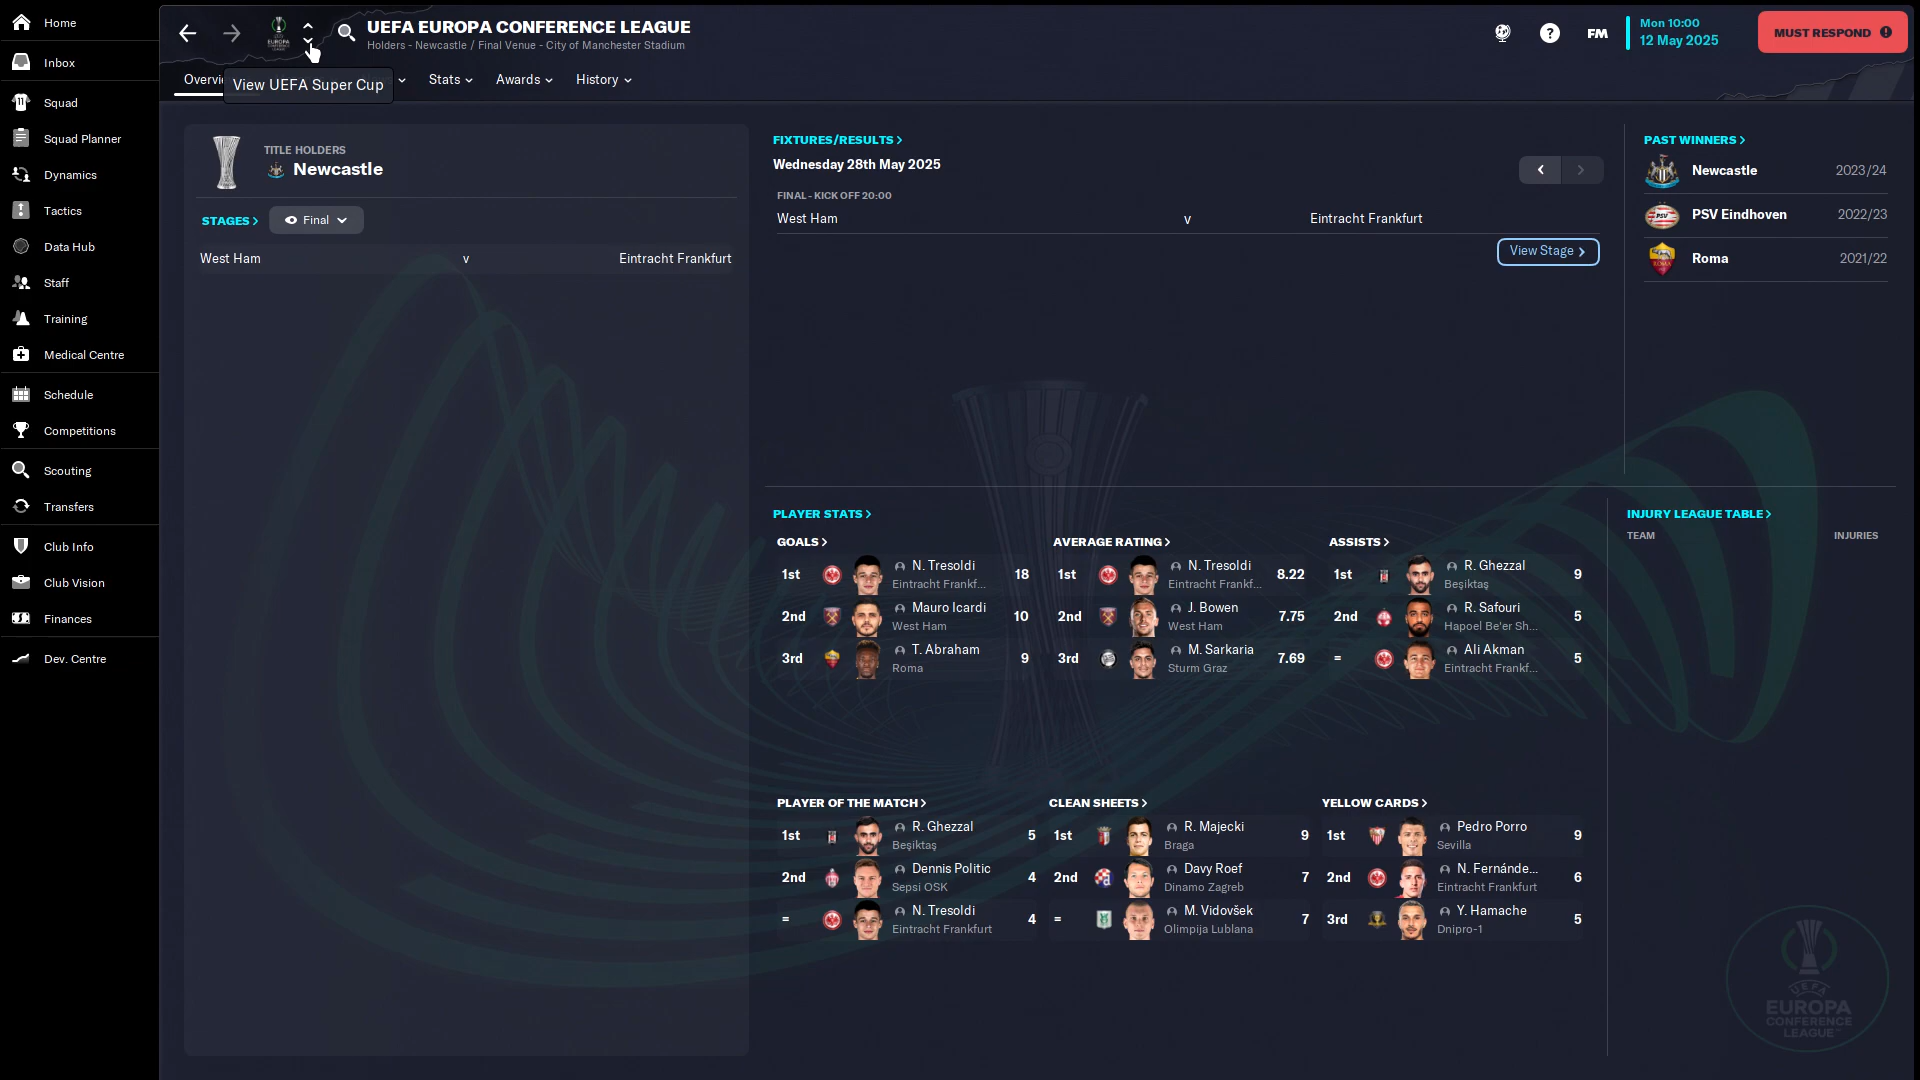 Home
Inbox
Squad
Squad Planner
Dynamics
Tactics
Data Hub
Staff
Training
Medical Centre
Schedule
Competitions
Scouting
Transfers
Club Info
Club Vision
Finances
Dev. Centre
UEFA EUROPA CONFERENCE LEAGUE
Holders - Newcastle / Final Venue - City of Manchester Stadium
FM
Mon 10:00
12 May 2025
MUST RESPOND
View UEFA Super Cup
Stats
Awards
History
TITLE HOLDERS
Newcastle
STAGES
Final
West Ham v Eintracht Frankfurt
FIXTURES/RESULTS
Wednesday 28th May 2025
FINAL - KICK OFF 20:00
West Ham v Eintracht Frankfurt
View Stage
PAST WINNERS
Newcastle 2023/24
PSV Eindhoven 2022/23
Roma 2021/22
PLAYER STATS
GOALS
1st N. Tresoldi 18
Eintracht Frankf...
2nd Mauro Icardi 10
West Ham
3rd T. Abraham 9
Roma
AVERAGE RATING
1st N. Tresoldi 8.22
Eintracht Frankf...
2nd J. Bowen 7.75
West Ham
3rd M. Sarkaria 7.69
Sturm Graz
ASSISTS
1st R. Ghezzal 9
Beşiktaş
2nd R. Safouri 5
Hapoel Be'er Sh...
= Ali Akman 5
Eintracht Frankf...
INJURY LEAGUE TABLE
TEAM INJURIES
PLAYER OF THE MATCH
1st R. Ghezzal 5
Beşiktaş
2nd Dennis Politic 4
Sepsi OSK
= N. Tresoldi 4
Eintracht Frankfurt
CLEAN SHEETS
1st R. Majecki 9
Braga
2nd Davy Roef 7
Dinamo Zagreb
= M. Vidovšek 7
Olimpija Lublana
YELLOW CARDS
1st Pedro Porro 9
Sevilla
2nd N. Fernánde... 6
Eintracht Frankfurt
3rd Y. Hamache 5
Dnipro-1
UEFA
EUROPA
CONFERENCE
LEAGUE